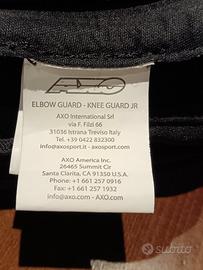 AXO
ELBOW GUARD - KNEE GUARD JR
AXO International Srl
via F. Filzi 66
31036 Istrana Treviso Italy
Tel. +39 0422 832300
info@axosport.it - axosport.com
AXO America Inc.
26465 Summit Cir
Santa Clarita, CA 91350 U.S.A.
Phone: +1 661 257 0916
Fax: +1 661 257 1932
info@axo.com - AXO.com
subito